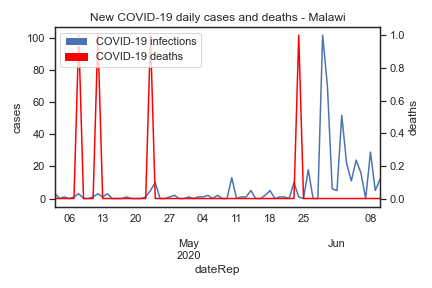 New COVID-19 daily cases and deaths - Malawi
COVID-19 infections
COVID-19 deaths
100
80
60
40
20
0
cases
1.0
0.8
0.6
0.4
0.2
0.0
deaths
06 13 20 27 04 11 18 25 08
May Jun
2020
dateRep